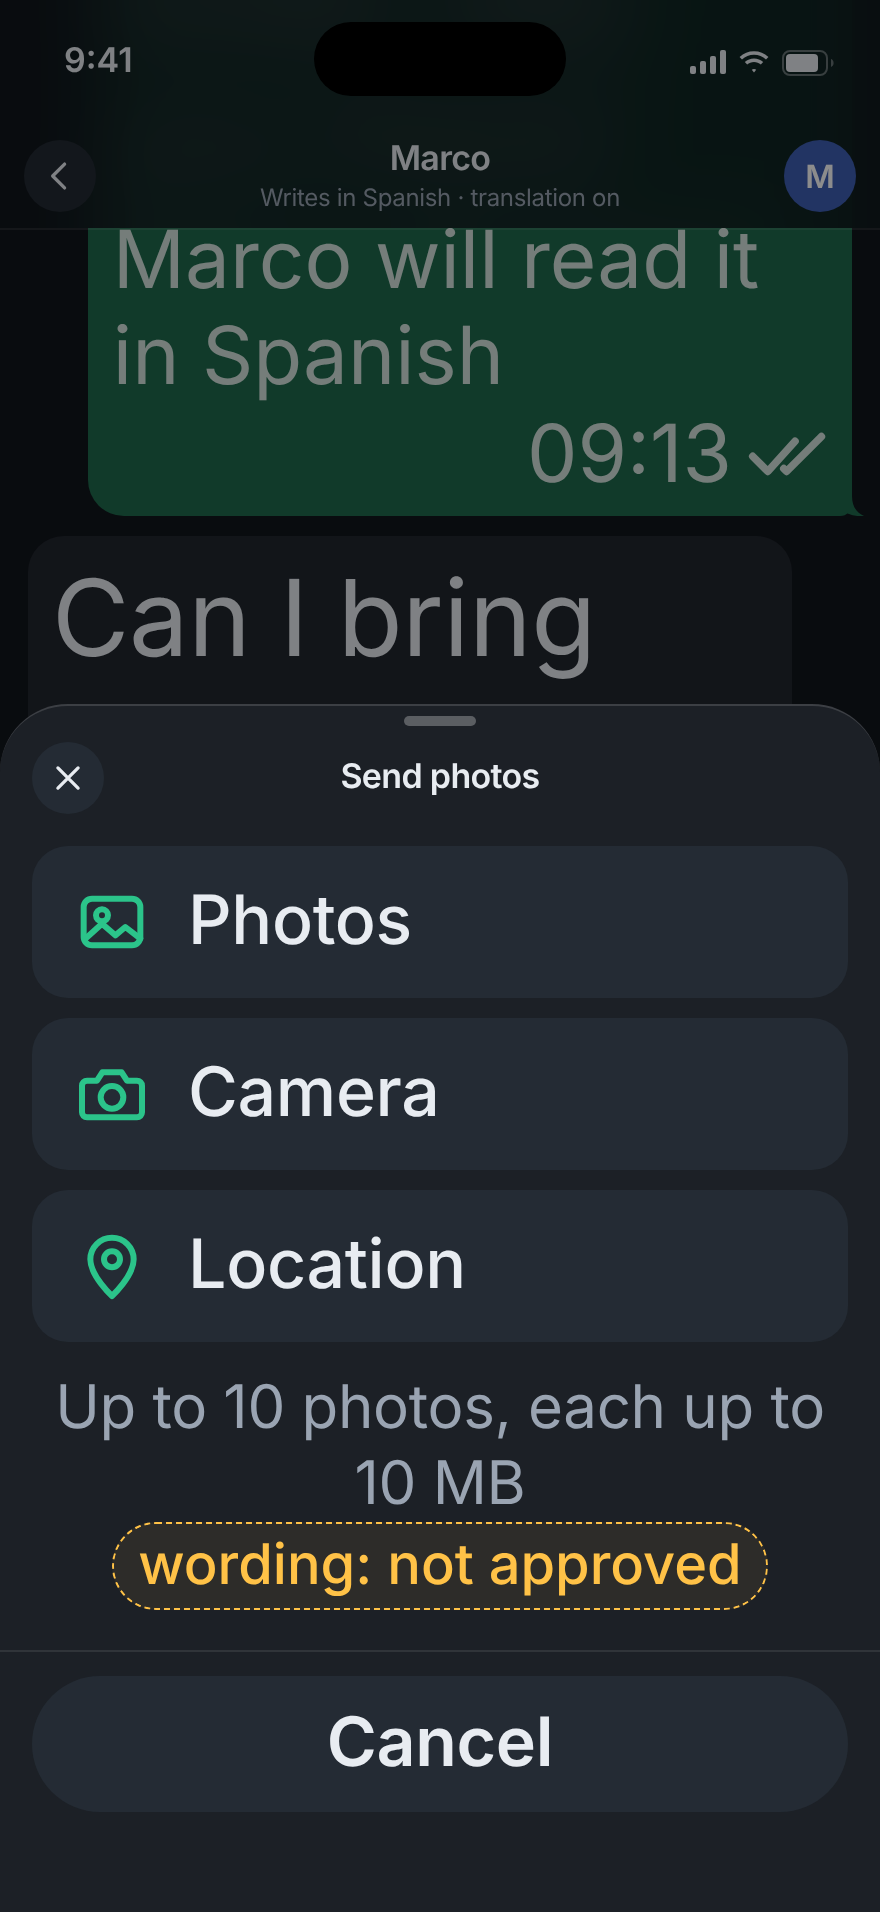 9:41
Marco
Writes in Spanish · translation on
M
Marco will read it
in Spanish
09:13
Can I bring
Send photos
Photos
Camera
Location
Up to 10 photos, each up to
10 MB
wording: not approved
Cancel